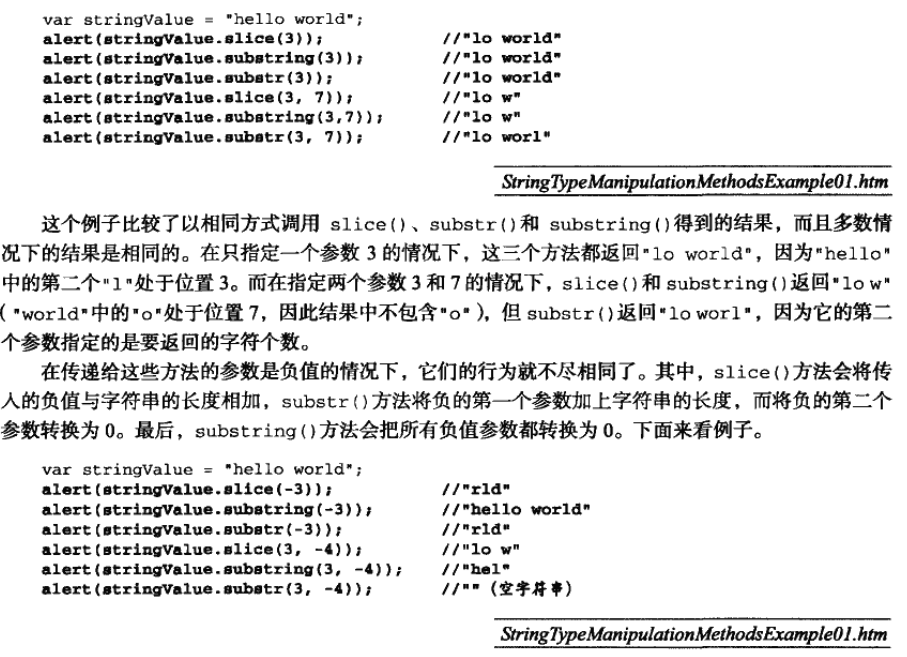 var stringValue = "hello world";
alert(stringValue.slice(3)); //"lo world"
alert(stringValue.substring(3)); //"lo world"
alert(stringValue.substr(3)); //"lo world"
alert(stringValue.slice(3, 7)); //"lo w"
alert(stringValue.substring(3,7)); //"lo w"
alert(stringValue.substr(3, 7)); //"lo worl"
StringTypeManipulationMethodsExample01.htm
这个例子比较了以相同方式调用 slice()、substr()和 substring()得到的结果，而且多数情
况下的结果是相同的。在只指定一个参数 3 的情况下，这三个方法都返回"lo world"，因为"hello"
中的第二个"l"处于位置 3。而在指定两个参数 3 和 7 的情况下，slice()和 substring()返回"lo w"
（"world"中的"o"处于位置 7，因此结果中不包含"o"），但 substr()返回"lo worl"，因为它的第二
个参数指定的是要返回的字符个数。
在传递给这些方法的参数是负值的情况下，它们的行为就不尽相同了。其中，slice()方法会将传
入的负值与字符串的长度相加，substr()方法将负的第一个参数加上字符串的长度，而将负的第二个
参数转换为 0。最后，substring()方法会把所有负值参数都转换为 0。下面来看例子。
var stringValue = "hello world";
alert(stringValue.slice(-3)); //"rld"
alert(stringValue.substring(-3)); //"hello world"
alert(stringValue.substr(-3)); //"rld"
alert(stringValue.slice(3, -4)); //"lo w"
alert(stringValue.substring(3, -4)); //"hel"
alert(stringValue.substr(3, -4)); //""（空字符串）
StringTypeManipulationMethodsExample01.htm